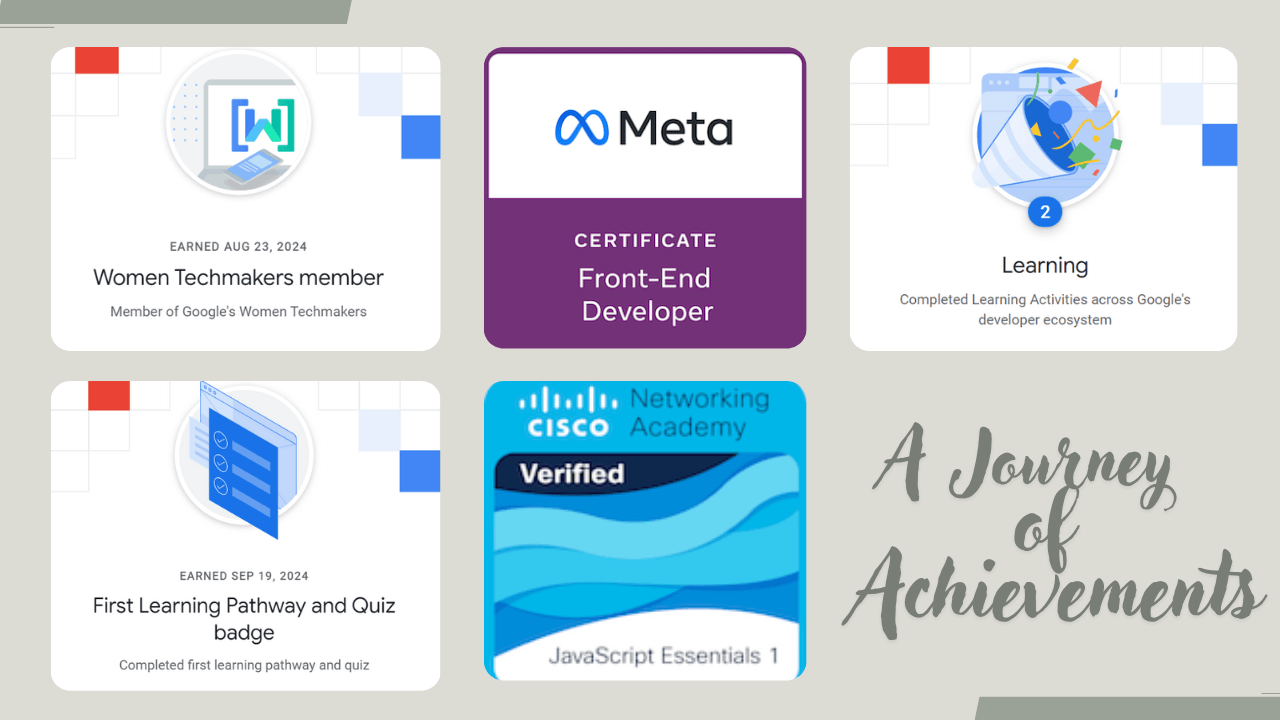 EARNED AUG 23, 2024
Women Techmakers member
Member of Google's Women Techmakers
Meta
CERTIFICATE
Front-End
Developer
2
Learning
Completed Learning Activities across Google's
developer ecosystem
EARNED SEP 19, 2024
First Learning Pathway and Quiz
badge
Completed first learning pathway and quiz
CISCO
Networking
Academy
Verified
JavaScript Essentials 1
A Journey
of
Achievements